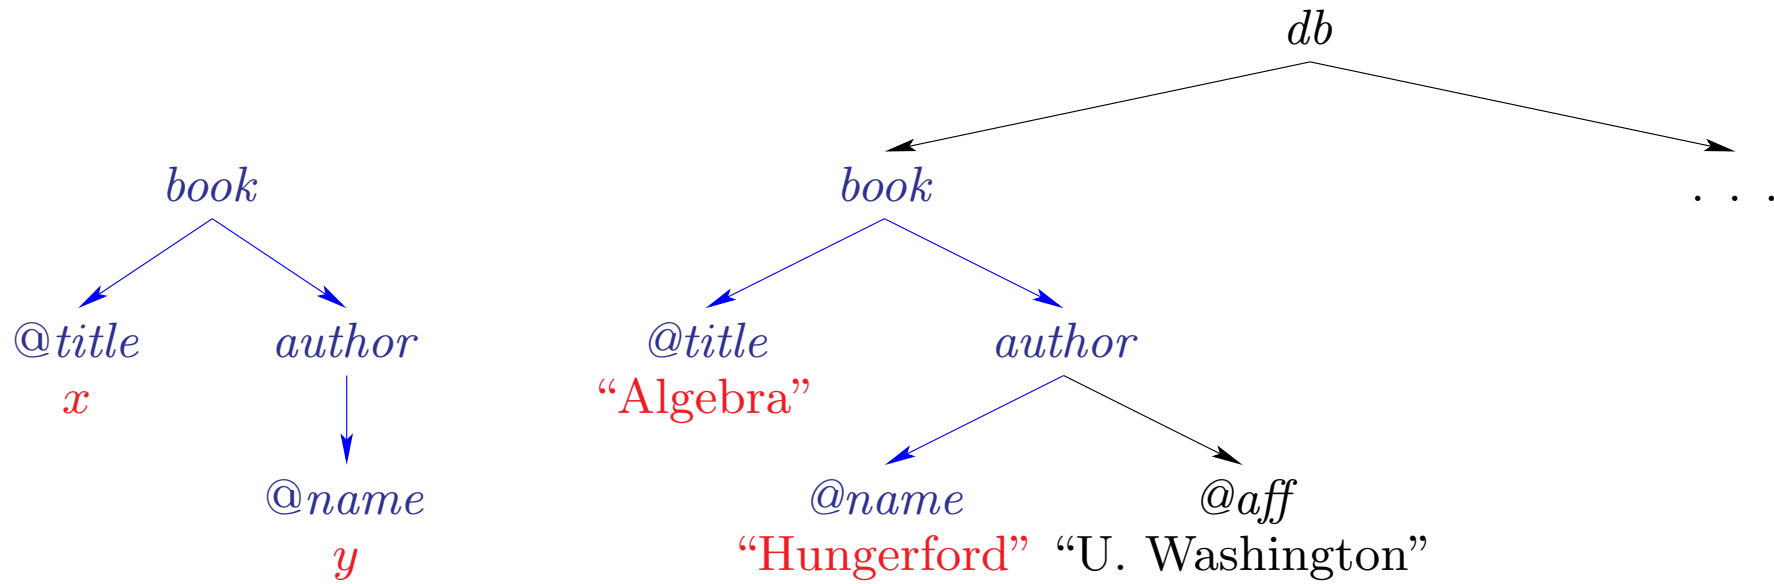 db
book
book
. . .
@title
author
@title
author
x
“Algebra”
@name
@name
@aff
y
“Hungerford”
“U. Washington”